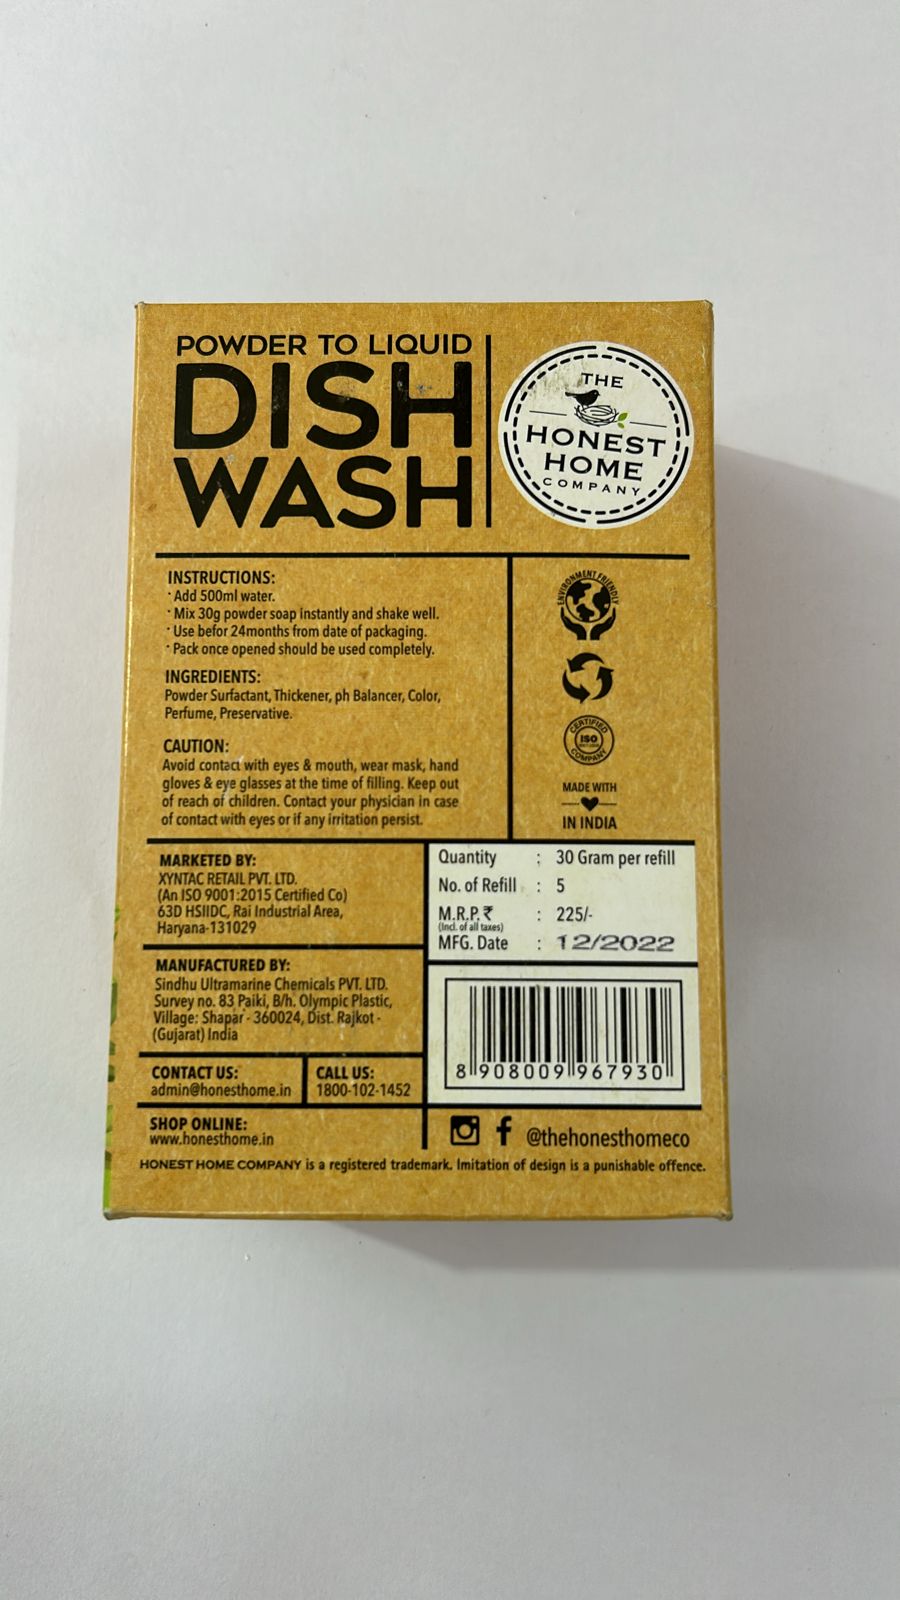 POWDER TO LIQUID
DISH
WASH
THE
HONEST
HOME
COMPANY
INSTRUCTIONS:
· Add 500ml water.
· Mix 30g powder soap instantly and shake well.
· Use befor 24months from date of packaging.
· Pack once opened should be used completely.
INGREDIENTS:
Powder Surfactant, Thickener, ph Balancer, Color,
Perfume, Preservative.
CAUTION:
Avoid contact with eyes & mouth, wear mask, hand
gloves & eye glasses at the time of filling. Keep out
of reach of children. Contact your physician in case
of contact with eyes or if any irritation persist.
ENVIRONMENT FRIENDLY
CERTIFIED
ISO
COMPANY
MADE WITH
IN INDIA
MARKETED BY:
XYNTAC RETAIL PVT. LTD.
(An ISO 9001:2015 Certified Co)
63D HSIIDC, Rai Industrial Area,
Haryana-131029
Quantity : 30 Gram per refill
No. of Refill : 5
M.R.P.₹ : 225/-
(Incl. of all taxes)
MFG. Date : 12/2022
MANUFACTURED BY:
Sindhu Ultramarine Chemicals PVT. LTD.
Survey no. 83 Paiki, B/h. Olympic Plastic,
Village: Shapar - 360024, Dist. Rajkot -
(Gujarat) India
8 908009 967930
CONTACT US:
admin@honesthome.in
CALL US:
1800-102-1452
SHOP ONLINE:
www.honesthome.in
@thehonesthomeco
HONEST HOME COMPANY is a registered trademark. Imitation of design is a punishable offence.